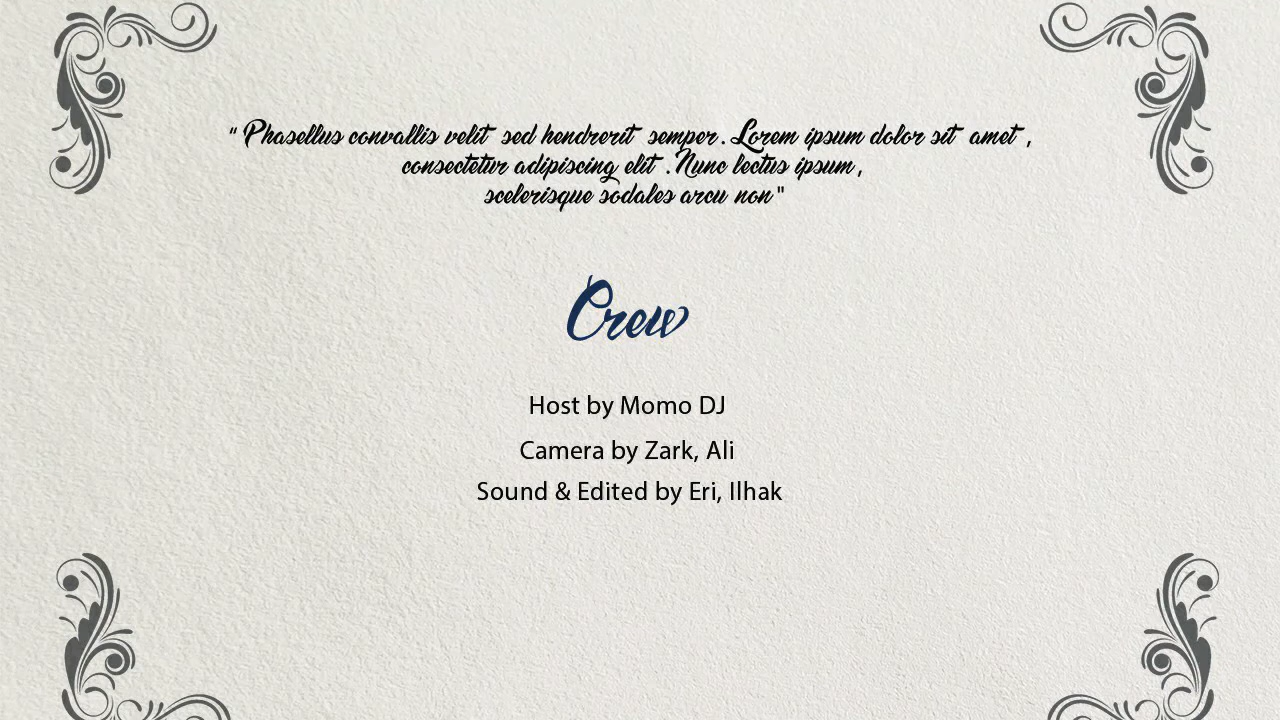 " Phasellus convallis velit sed hendrerit semper. Lorem ipsum dolor sit amet,
consectetur adipiscing elit. Nunc lectus ipsum,
scelerisque sodales arcu non "
Crew
Host by Momo DJ
Camera by Zark, Ali
Sound & Edited by Eri, Ilhak